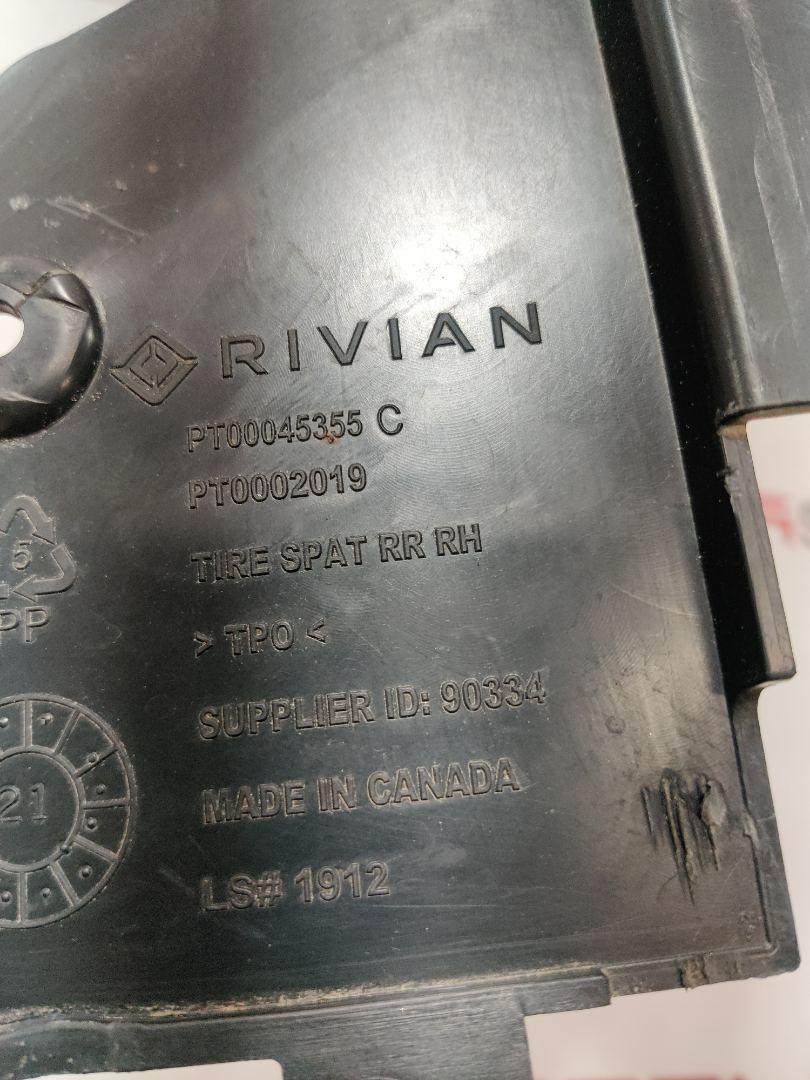 RIVIAN
PT00045355 C
PT0002019
TIRE SPAT RR RH
> TPO <
SUPPLIER ID: 90334
MADE IN CANADA
LS# 1912
5
PP
21